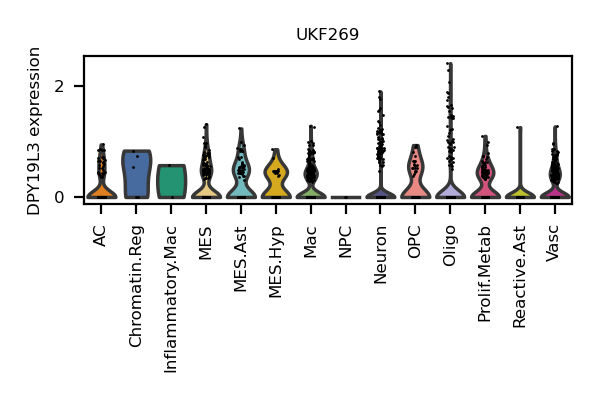 UKF269
DPY19L3 expression
2
0
AC
Chromatin.Reg
Inflammatory.Mac
MES
MES.Ast
MES.Hyp
Mac
NPC
Neuron
OPC
Oligo
Prolif.Metab
Reactive.Ast
Vasc